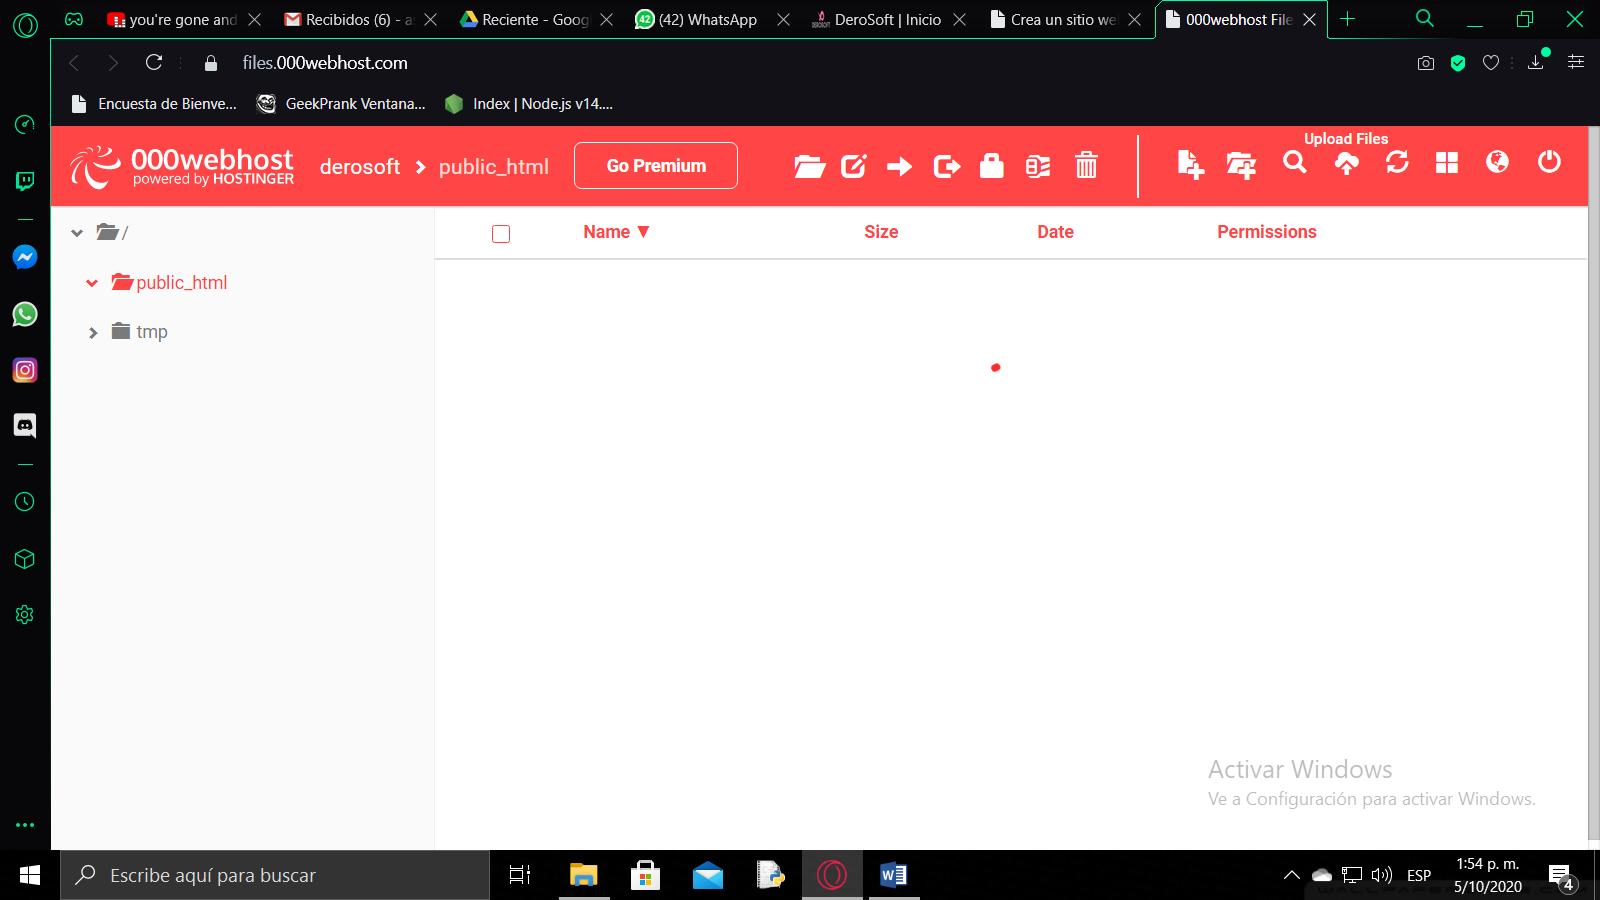 you're gone and
Recibidos (6) - a
Reciente - Goog
(42) WhatsApp
DeroSoft | Inicio
Crea un sitio we
000webhost File
files.000webhost.com
Encuesta de Bienve...
GeekPrank Ventana...
Index | Node.js v14....
000webhost
powered by HOSTINGER
derosoft
public_html
Go Premium
Upload Files
/
public_html
tmp
Name ▼
Size
Date
Permissions
Activar Windows
Ve a Configuración para activar Windows.
Escribe aquí para buscar
ESP
1:54 p. m.
5/10/2020
4